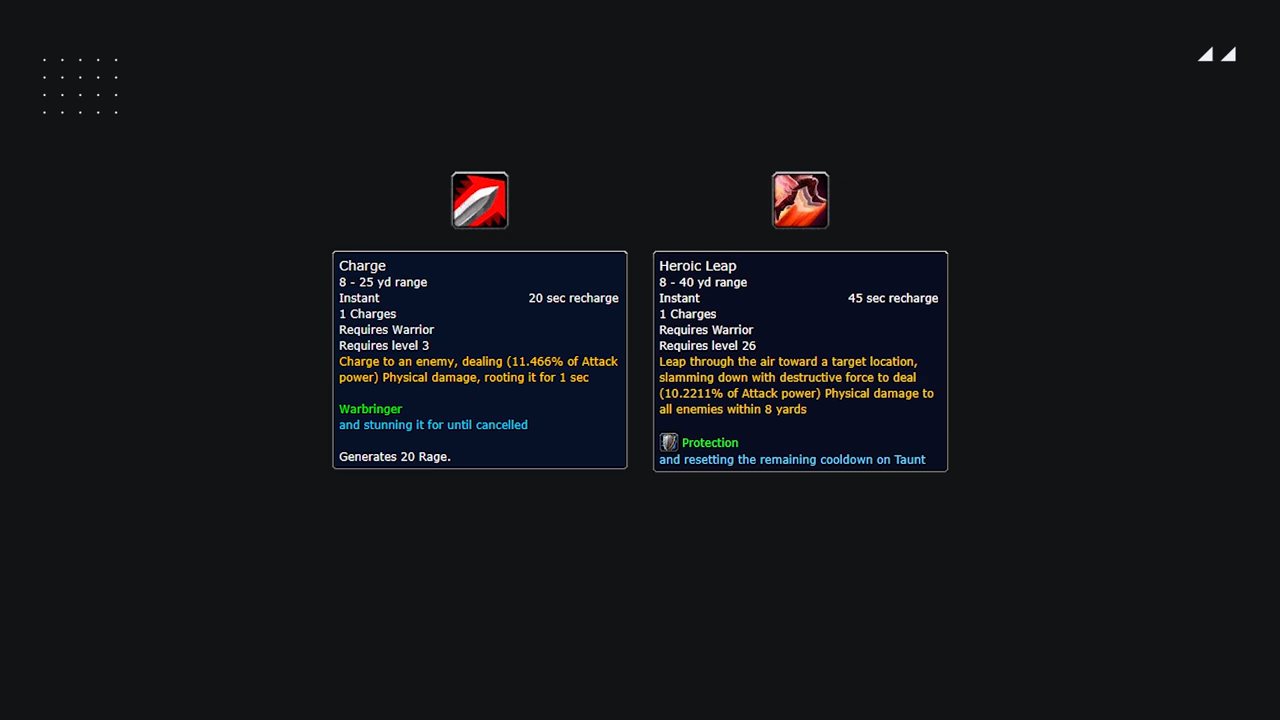 Charge
8 - 25 yd range
Instant 20 sec recharge
1 Charges
Requires Warrior
Requires level 3
Charge to an enemy, dealing (11.466% of Attack
power) Physical damage, rooting it for 1 sec
Warbringer
and stunning it for until cancelled
Generates 20 Rage.
Heroic Leap
8 - 40 yd range
Instant 45 sec recharge
1 Charges
Requires Warrior
Requires level 26
Leap through the air toward a target location,
slamming down with destructive force to deal
(10.2211% of Attack power) Physical damage to
all enemies within 8 yards
Protection
and resetting the remaining cooldown on Taunt